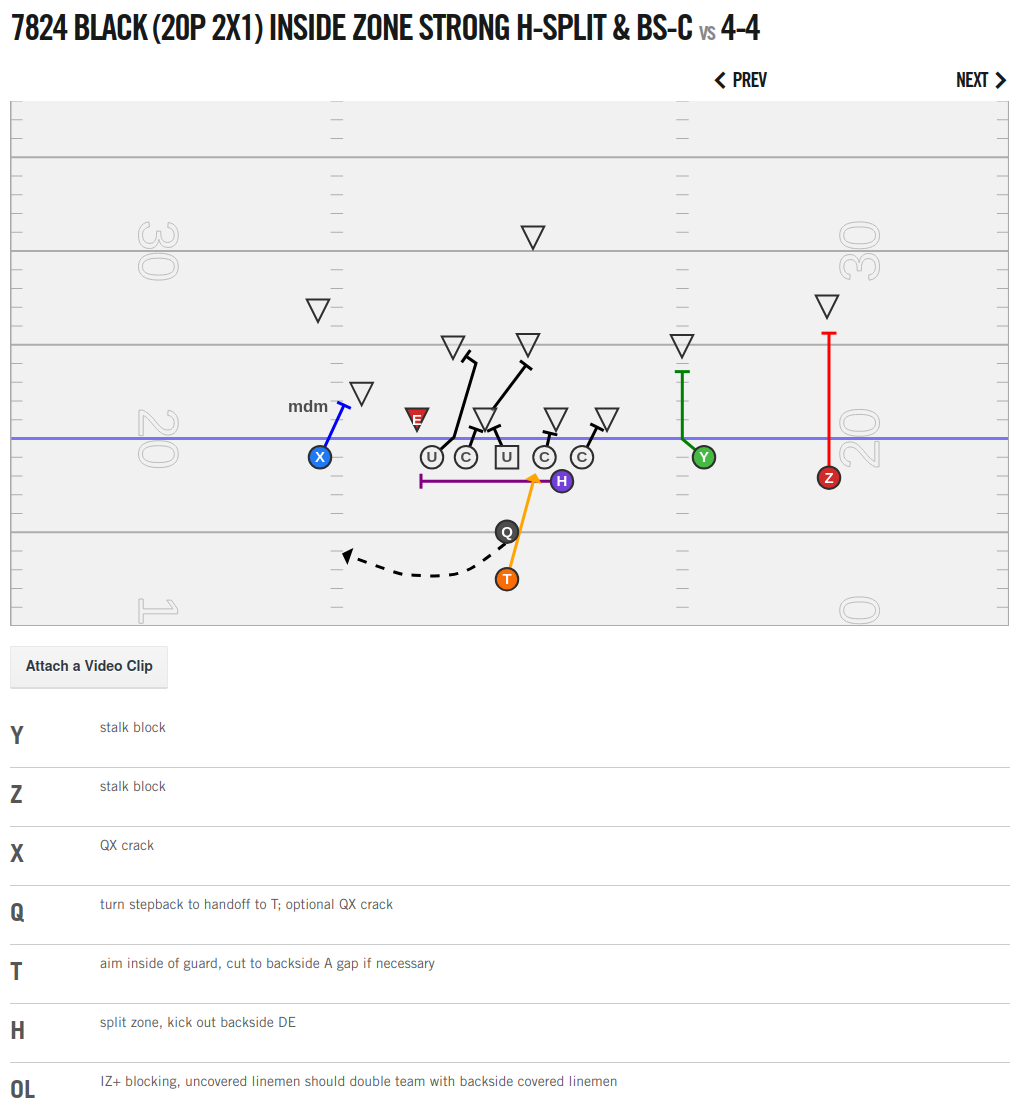 7824 BLACK (20P 2X1) INSIDE ZONE STRONG H-SPLIT & BS-C VS 4-4
PREV NEXT
30 30
mdm E
20 20
X U C U C C Y
H Z
Q
T
1 0
Attach a Video Clip
Y stalk block
Z stalk block
X QX crack
Q turn stepback to handoff to T; optional QX crack
T aim inside of guard, cut to backside A gap if necessary
H split zone, kick out backside DE
OL IZ+ blocking, uncovered linemen should double team with backside covered linemen